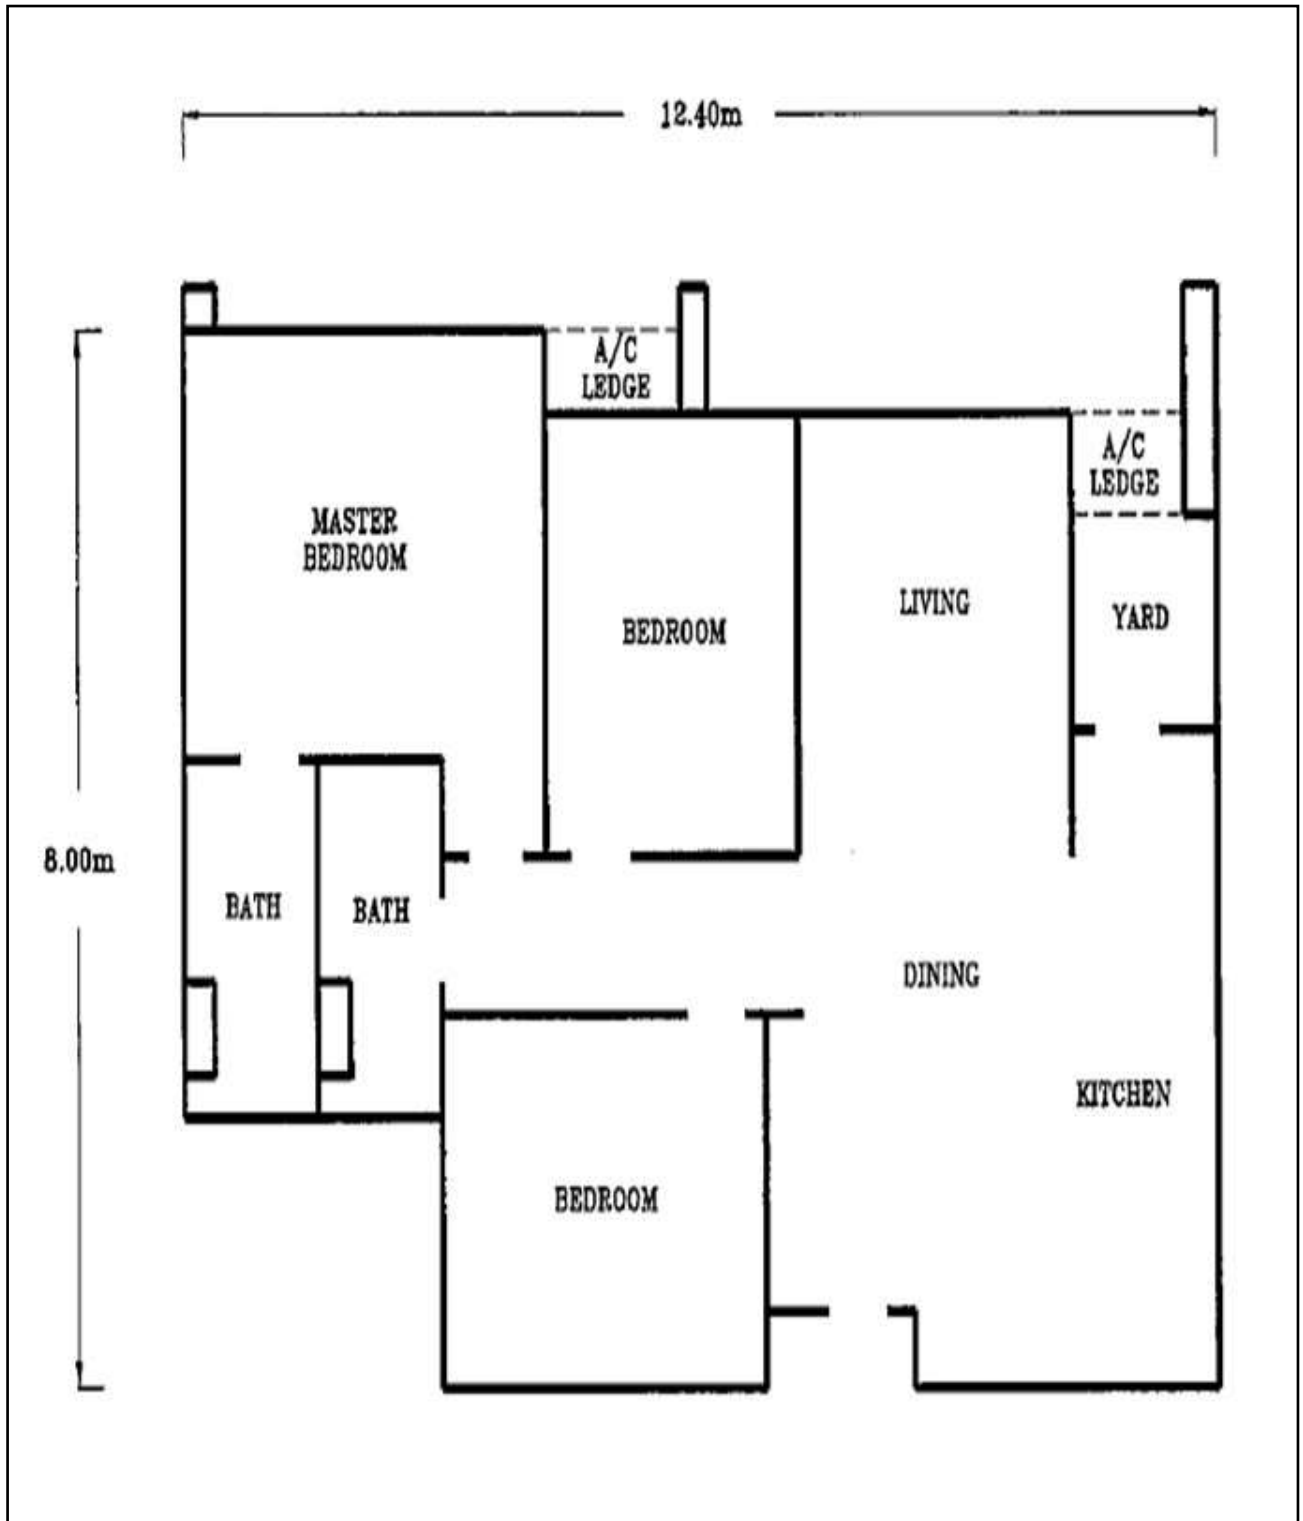 12.40m
A/C
LEDGE
A/C
LEDGE
MASTER
BEDROOM
BEDROOM
LIVING
YARD
8.00m
BATH
BATH
DINING
KITCHEN
BEDROOM